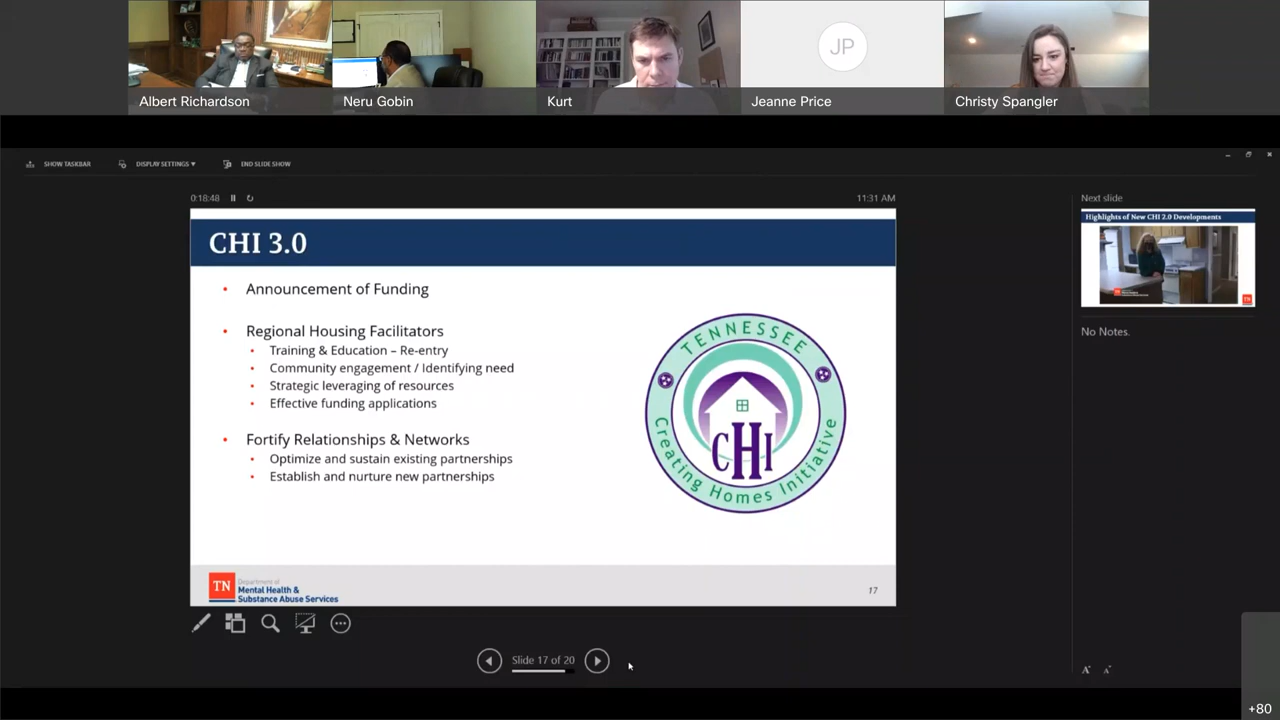 Albert Richardson
Neru Gobin
Kurt
JP
Jeanne Price
Christy Spangler
SHOW TASKBAR
DISPLAY SETTINGS ▾
END SLIDE SHOW
0:18:48
11:31 AM
CHI 3.0
• Announcement of Funding
• Regional Housing Facilitators
• Training & Education – Re-entry
• Community engagement / Identifying need
• Strategic leveraging of resources
• Effective funding applications
• Fortify Relationships & Networks
• Optimize and sustain existing partnerships
• Establish and nurture new partnerships
TENNESSEE
CHI
Creating Homes Initiative
TN
Department of
Mental Health &
Substance Abuse Services
17
Slide 17 of 20
Next slide
Highlights of New CHI 2.0 Developments
No Notes.
A
A
+80